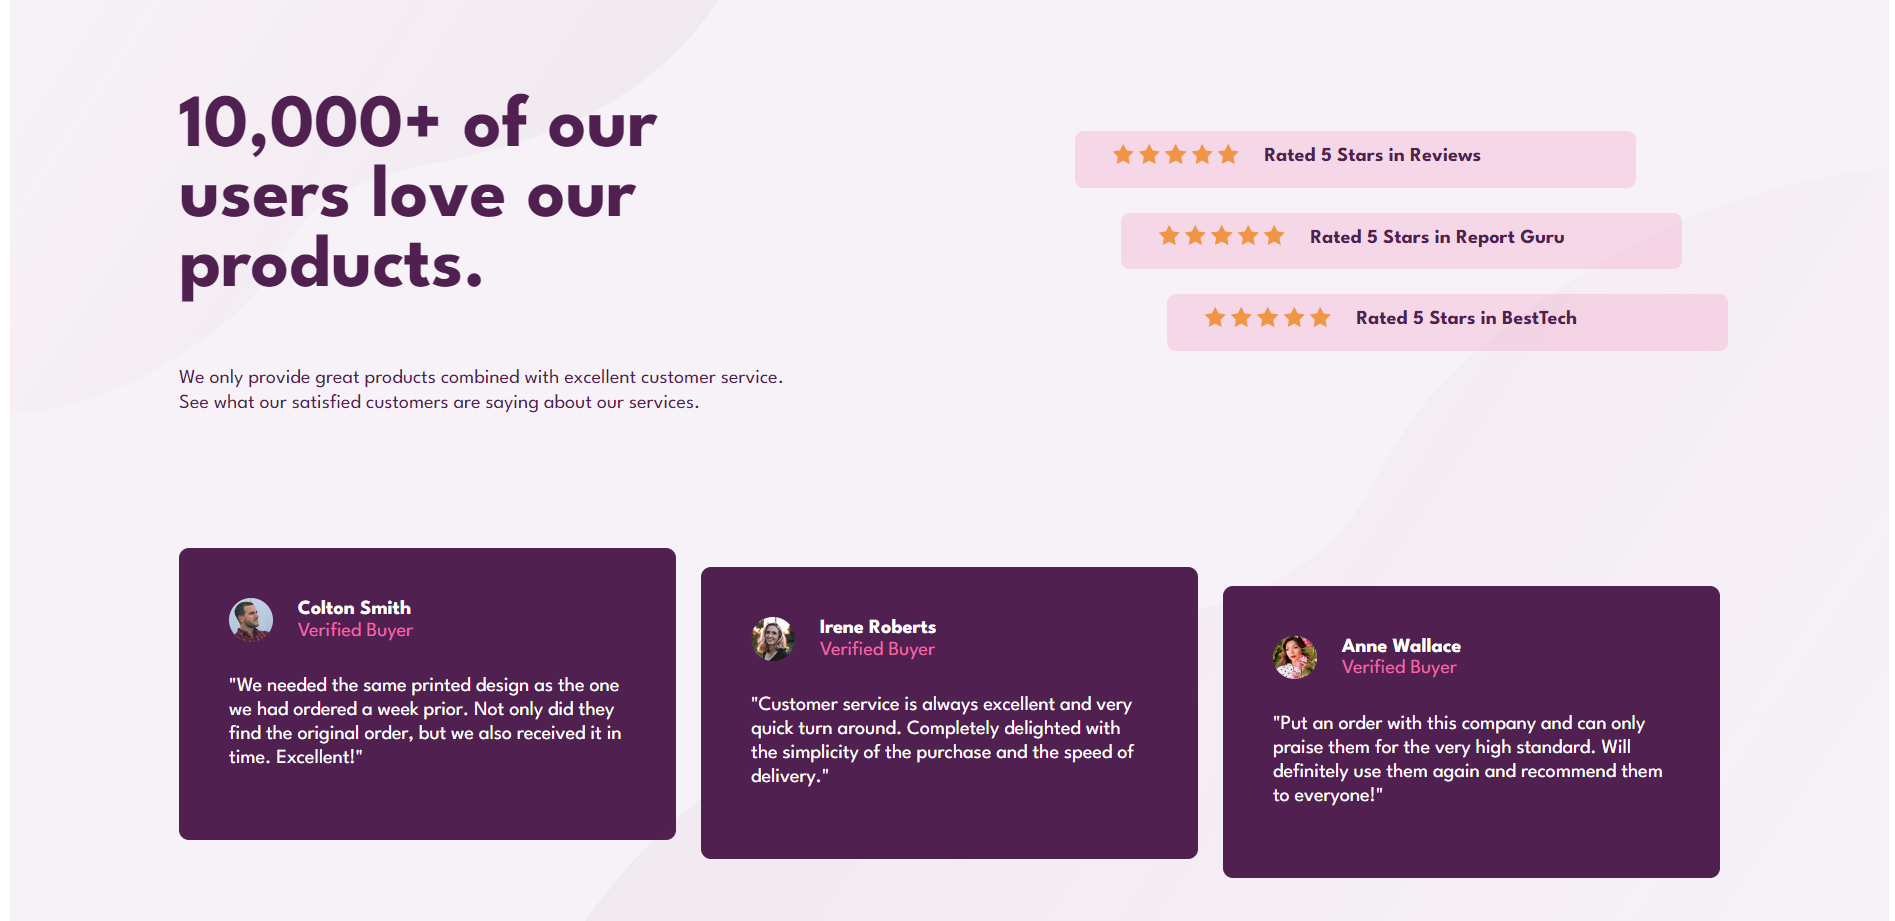 10,000+ of our
users love our
products.
We only provide great products combined with excellent customer service.
See what our satisfied customers are saying about our services.
Rated 5 Stars in Reviews
Rated 5 Stars in Report Guru
Rated 5 Stars in BestTech
Colton Smith
Verified Buyer
"We needed the same printed design as the one
we had ordered a week prior. Not only did they
find the original order, but we also received it in
time. Excellent!"
Irene Roberts
Verified Buyer
"Customer service is always excellent and very
quick turn around. Completely delighted with
the simplicity of the purchase and the speed of
delivery."
Anne Wallace
Verified Buyer
"Put an order with this company and can only
praise them for the very high standard. Will
definitely use them again and recommend them
to everyone!"